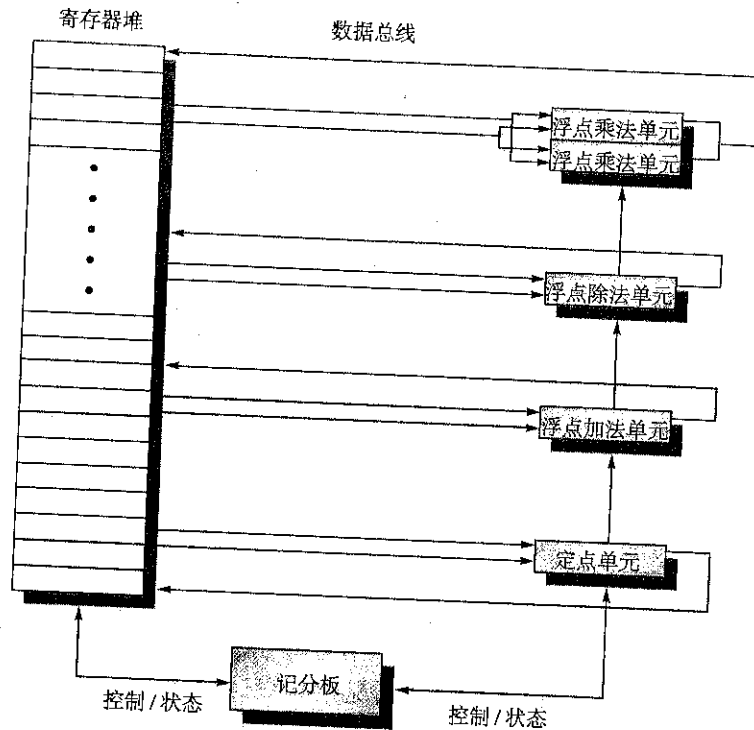 寄存器堆
数据总线
浮点乘法单元
浮点乘法单元
浮点除法单元
浮点加法单元
定点单元
记分板
控制/状态
控制/状态